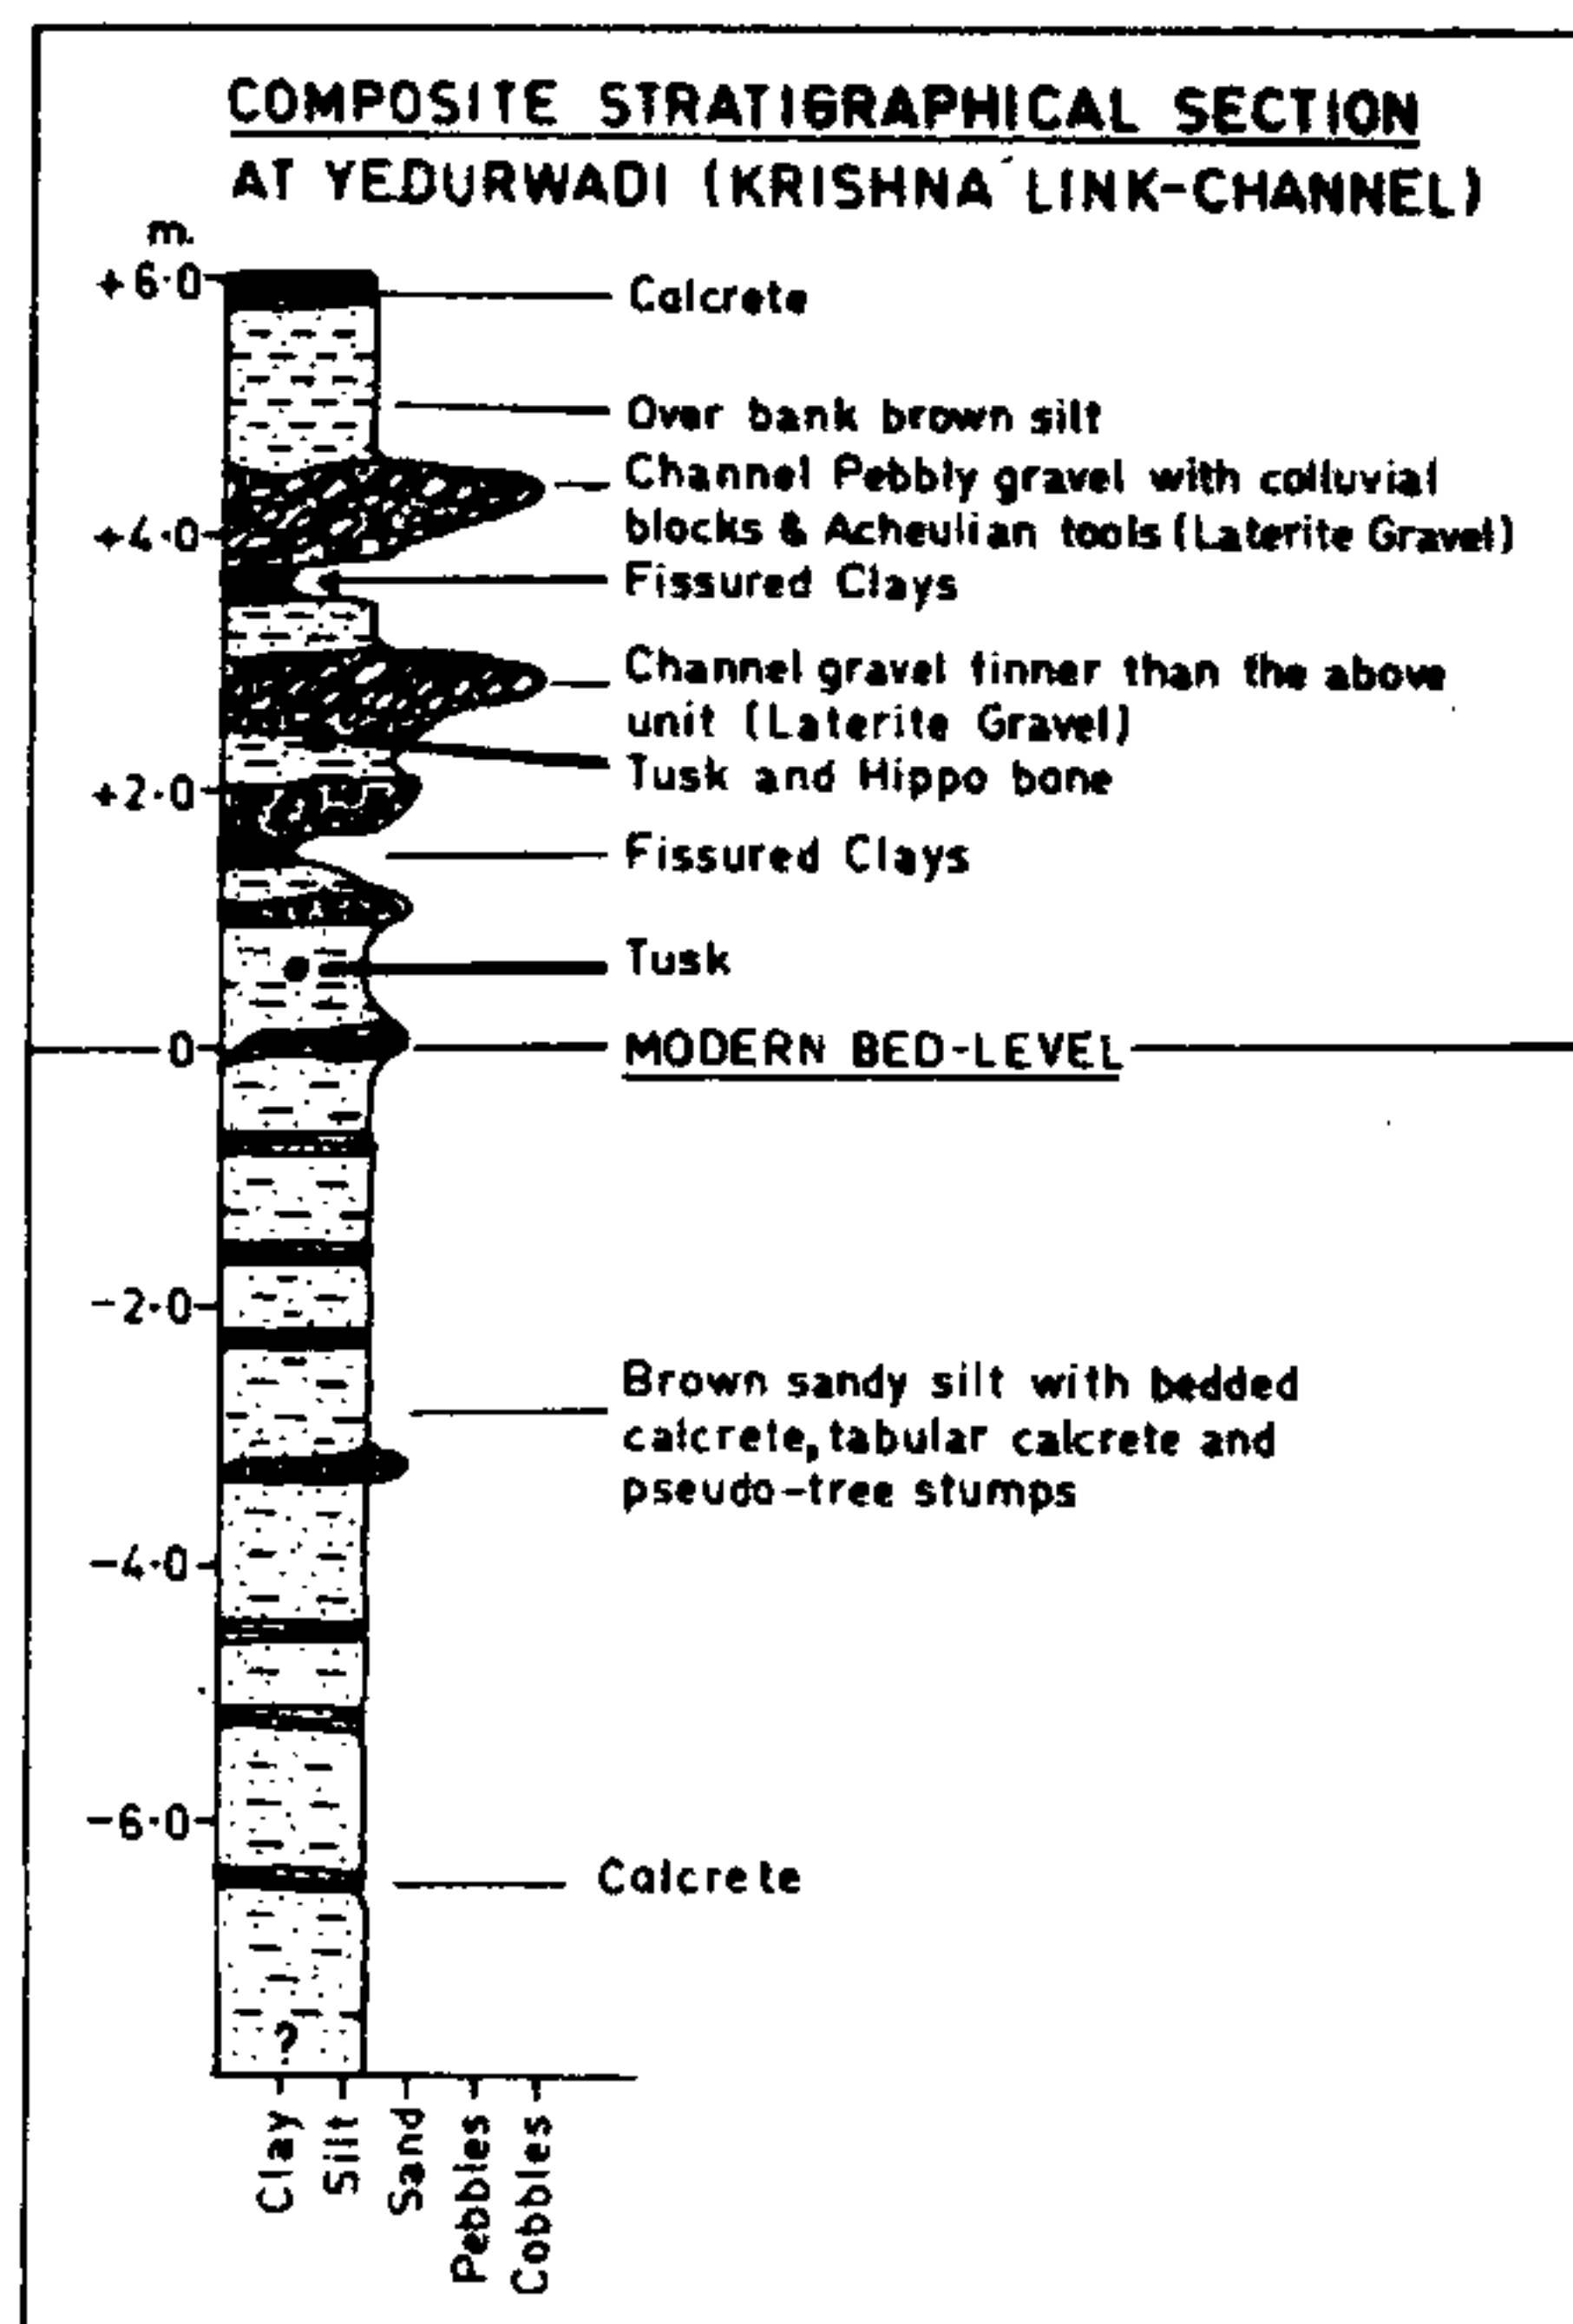 COMPOSITE STRATIGRAPHICAL SECTION
AT YEDURWADI (KRISHNA LINK-CHANNEL)
m.
+6.0
Calcrete
Over bank brown silt
Channel Pebbly gravel with colluvial
blocks & Acheulian tools (Laterite Gravel)
+4.0
Fissured Clays
Channel gravel finner than the above
unit (Laterite Gravel)
Tusk and Hippo bone
+2.0
Fissured Clays
Tusk
0
MODERN BED-LEVEL
-2.0
Brown sandy silt with bedded
calcrete, tabular calcrete and
pseudo-tree stumps
-4.0
-6.0
Calcrete
?
Clay
Silt
Sand
Pebbles
Cobbles